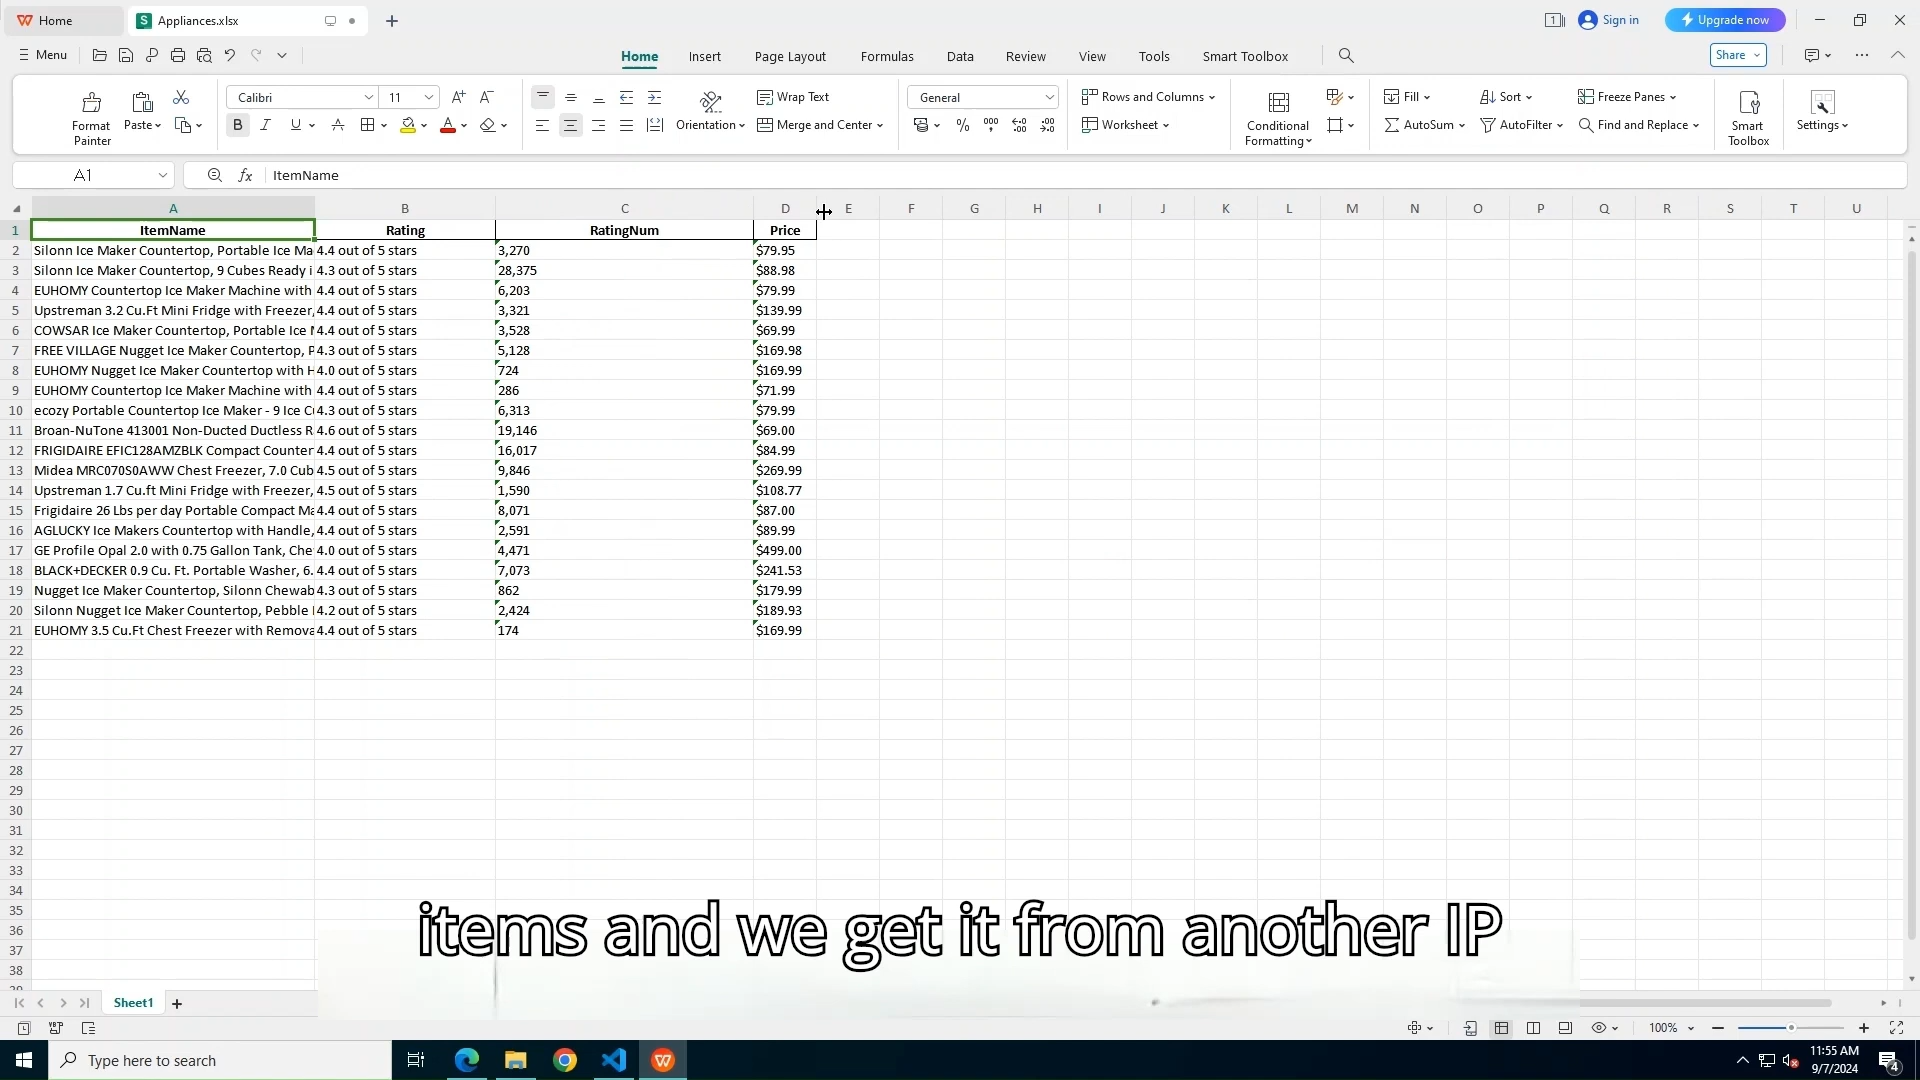 Home
Appliances.xlsx
Sign in
Upgrade now
Menu
Home Insert Page Layout Formulas Data Review View Tools Smart Toolbox
Share
Format Painter
Paste
Calibri 11
Orientation
Wrap Text
Merge and Center
General
Rows and Columns
Worksheet
Conditional Formatting
Fill
Sort
AutoSum
AutoFilter
Freeze Panes
Find and Replace
Smart Toolbox
Settings
A1 fx ItemName
A B C D E F G H I J K L M N O P Q R S T U
1 ItemName Rating RatingNum Price
2 Silonn Ice Maker Countertop, Portable Ice Ma 4.4 out of 5 stars 3,270 $79.95
3 Silonn Ice Maker Countertop, 9 Cubes Ready i 4.3 out of 5 stars 28,375 $88.98
4 EUHOMY Countertop Ice Maker Machine with 4.4 out of 5 stars 6,203 $79.99
5 Upstreman 3.2 Cu.Ft Mini Fridge with Freezer, 4.4 out of 5 stars 3,321 $139.99
6 COWSAR Ice Maker Countertop, Portable Ice 4.4 out of 5 stars 3,528 $69.99
7 FREE VILLAGE Nugget Ice Maker Countertop, P 4.3 out of 5 stars 5,128 $169.98
8 EUHOMY Nugget Ice Maker Countertop with H 4.0 out of 5 stars 724 $169.99
9 EUHOMY Countertop Ice Maker Machine with 4.4 out of 5 stars 286 $71.99
10 ecozy Portable Countertop Ice Maker - 9 Ice C 4.3 out of 5 stars 6,313 $79.99
11 Broan-NuTone 413001 Non-Ducted Ductless R 4.6 out of 5 stars 19,146 $69.00
12 FRIGIDAIRE EFIC128AMZBLK Compact Counter 4.4 out of 5 stars 16,017 $84.99
13 Midea MRC070S0AWW Chest Freezer, 7.0 Cub 4.5 out of 5 stars 9,846 $269.99
14 Upstreman 1.7 Cu.ft Mini Fridge with Freezer, 4.5 out of 5 stars 1,590 $108.77
15 Frigidaire 26 Lbs per day Portable Compact Ma 4.4 out of 5 stars 8,071 $87.00
16 AGLUCKY Ice Makers Countertop with Handle, 4.4 out of 5 stars 2,591 $89.99
17 GE Profile Opal 2.0 with 0.75 Gallon Tank, Che 4.0 out of 5 stars 4,471 $499.00
18 BLACK+DECKER 0.9 Cu. Ft. Portable Washer, 6. 4.4 out of 5 stars 7,073 $241.53
19 Nugget Ice Maker Countertop, Silonn Chewab 4.3 out of 5 stars 862 $179.99
20 Silonn Nugget Ice Maker Countertop, Pebble 4.2 out of 5 stars 2,424 $189.93
21 EUHOMY 3.5 Cu.Ft Chest Freezer with Remova 4.4 out of 5 stars 174 $169.99
22
23
24
25
26
27
28
29
30
31
32
33
34
35
36
37
38
items and we get it from another IP
Sheet1
100%
Type here to search
11:55 AM
9/7/2024
4